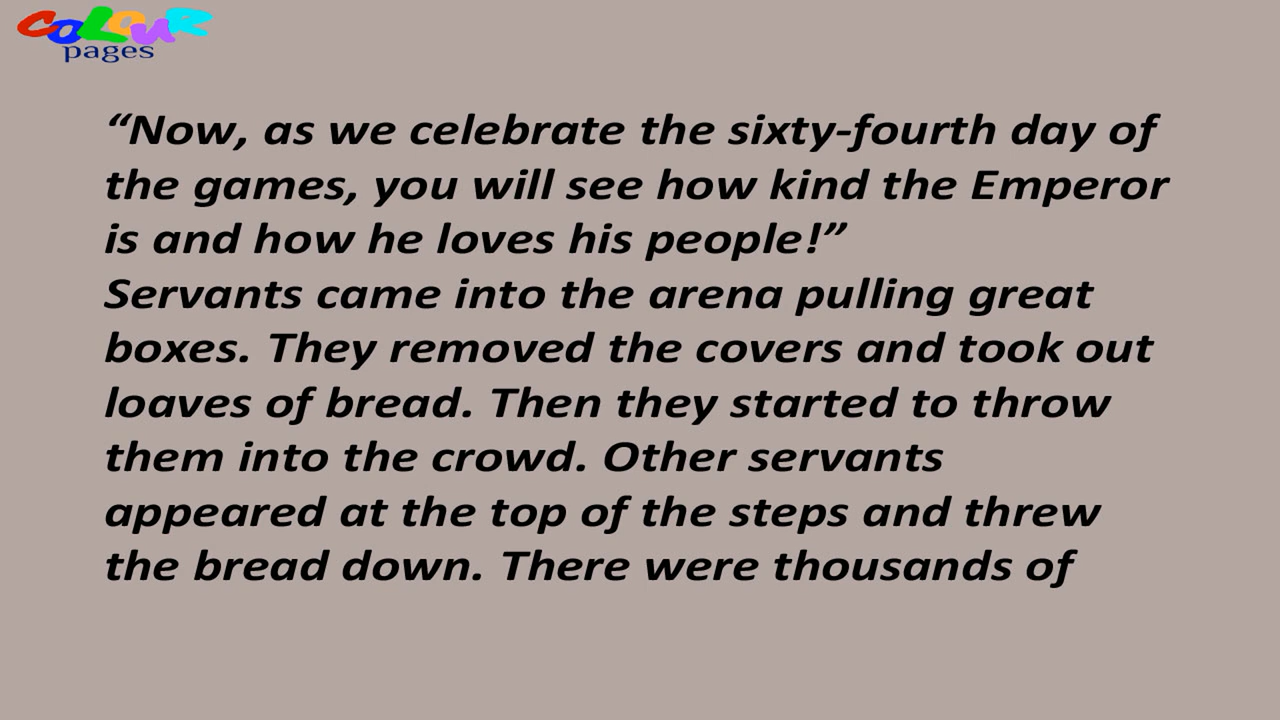 COLOUR
pages
“Now, as we celebrate the sixty-fourth day of
the games, you will see how kind the Emperor
is and how he loves his people!”
Servants came into the arena pulling great
boxes. They removed the covers and took out
loaves of bread. Then they started to throw
them into the crowd. Other servants
appeared at the top of the steps and threw
the bread down. There were thousands of